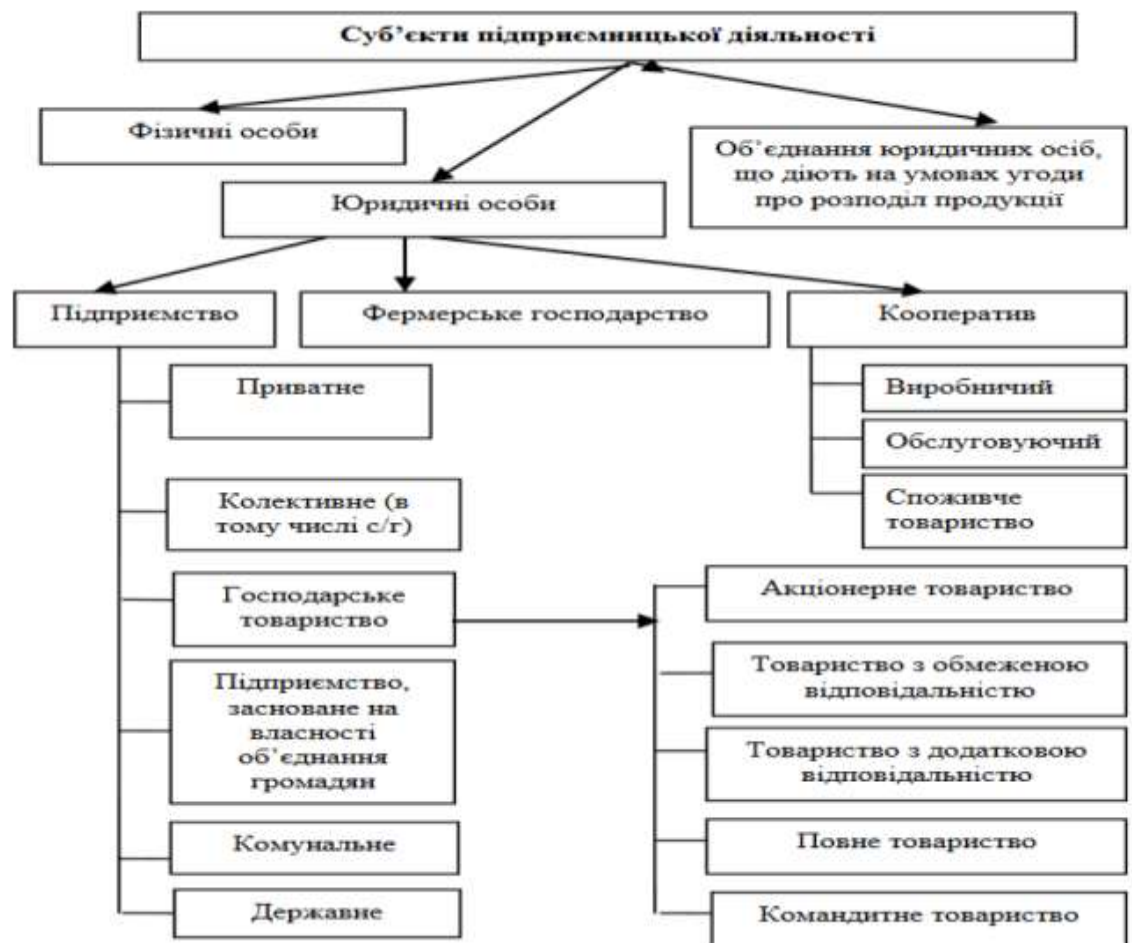 Суб’єкти підприємницької діяльності
Фізичні особи
Об’єднання юридичних осіб,
що діють на умовах угоди
про розподіл продукції
Юридичні особи
Підприємство
Фермерське господарство
Кооператив
Приватне
Колективне (в
тому числі с/г)
Господарське
товариство
Підприємство,
засноване на
власності
об’єднання
громадян
Комунальне
Державне
Виробничий
Обслуговуючий
Споживче
товариство
Акціонерне товариство
Товариство з обмеженою
відповідальністю
Товариство з додатковою
відповідальністю
Повне товариство
Командитне товариство